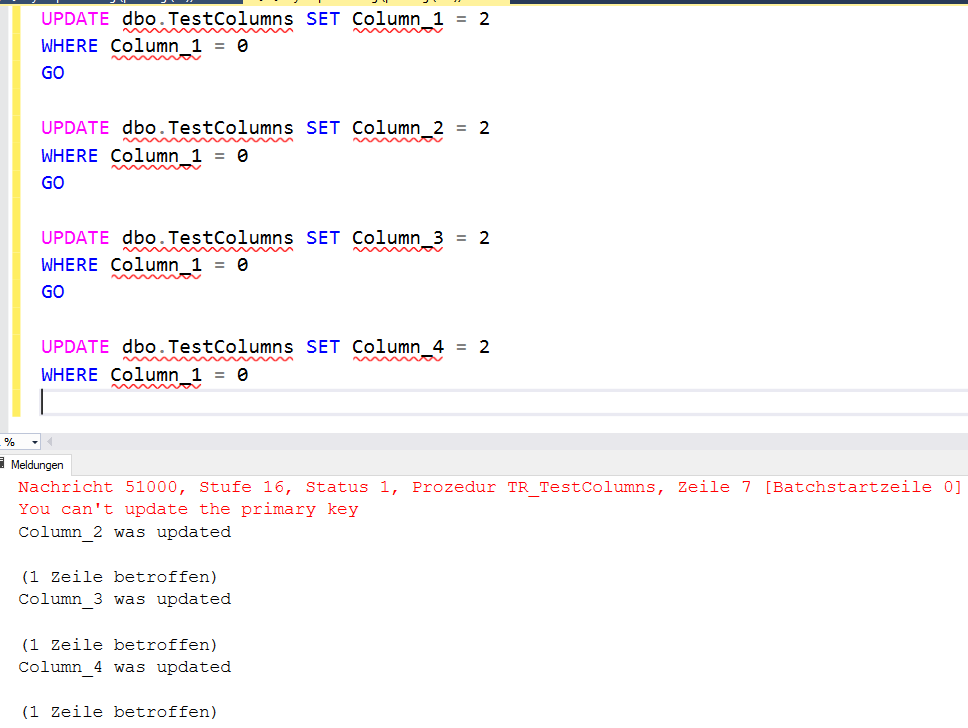 UPDATE dbo.TestColumns SET Column_1 = 2
WHERE Column_1 = 0
GO
UPDATE dbo.TestColumns SET Column_2 = 2
WHERE Column_1 = 0
GO
UPDATE dbo.TestColumns SET Column_3 = 2
WHERE Column_1 = 0
GO
UPDATE dbo.TestColumns SET Column_4 = 2
WHERE Column_1 = 0
%
Meldungen
Nachricht 51000, Stufe 16, Status 1, Prozedur TR_TestColumns, Zeile 7 [Batchstartzeile 0]
You can't update the primary key
Column_2 was updated
(1 Zeile betroffen)
Column_3 was updated
(1 Zeile betroffen)
Column_4 was updated
(1 Zeile betroffen)